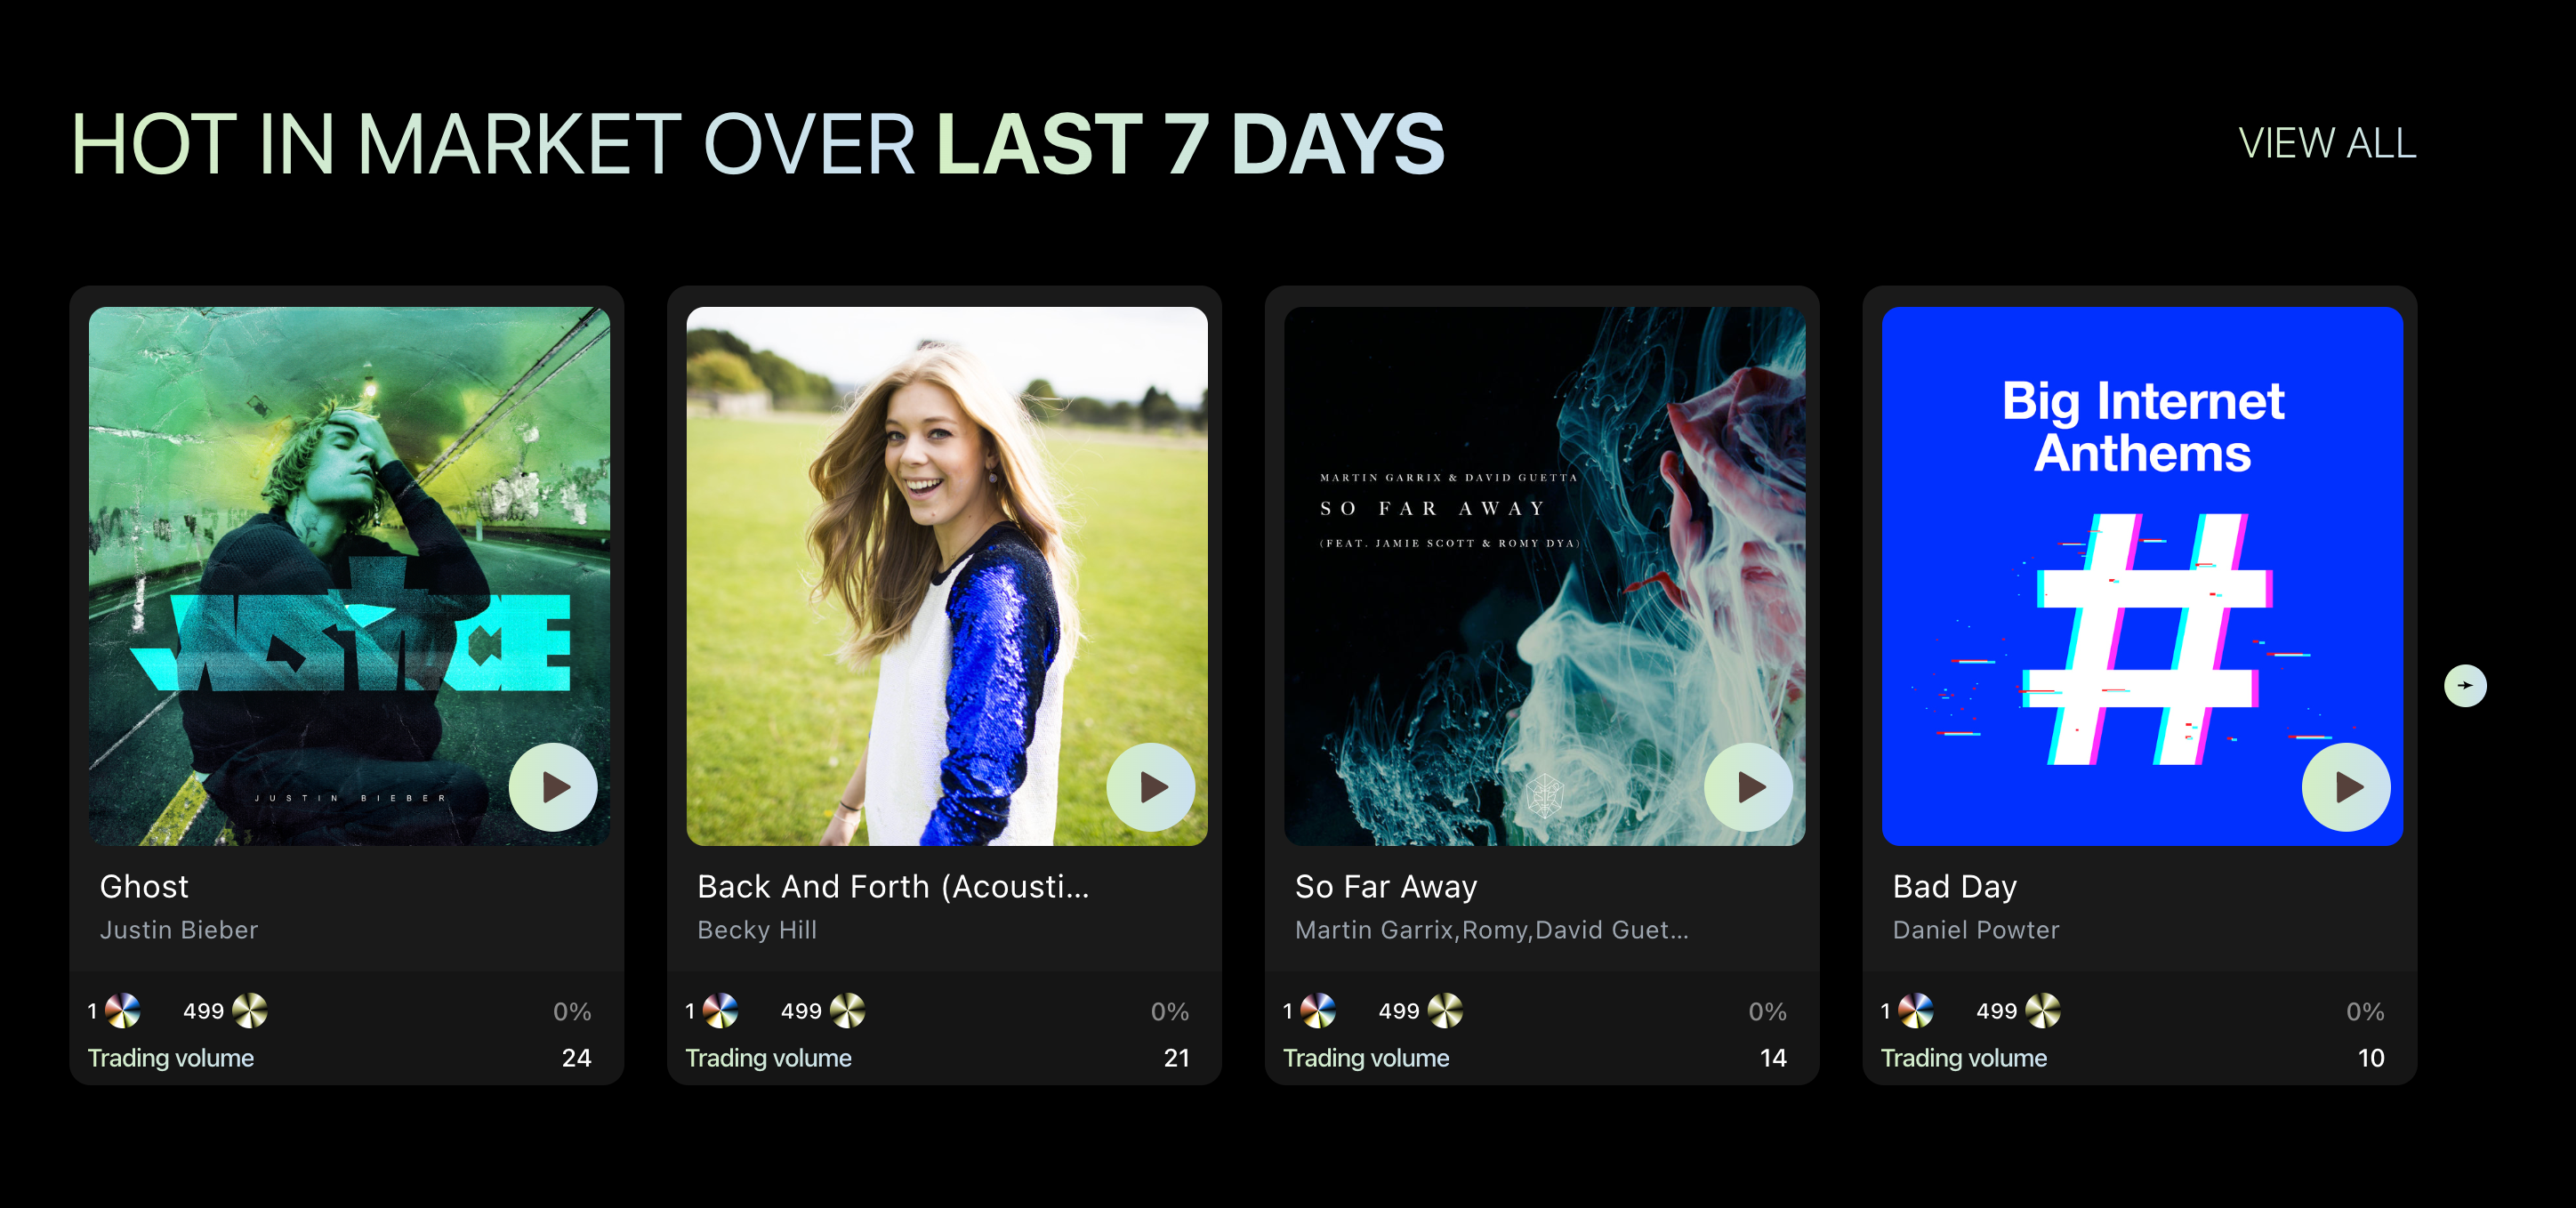 HOT IN MARKET OVER LAST 7 DAYS
VIEW ALL
JUSTICE
JUSTIN BIEBER
Ghost
Justin Bieber
1
499
0%
Trading volume
24
Back And Forth (Acousti...
Becky Hill
1
499
0%
Trading volume
21
MARTIN GARRIX & DAVID GUETTA
SO FAR AWAY
(FEAT. JAMIE SCOTT & ROMY DYA)
So Far Away
Martin Garrix,Romy,David Guet...
1
499
0%
Trading volume
14
Big Internet
Anthems
#
Bad Day
Daniel Powter
1
499
0%
Trading volume
10